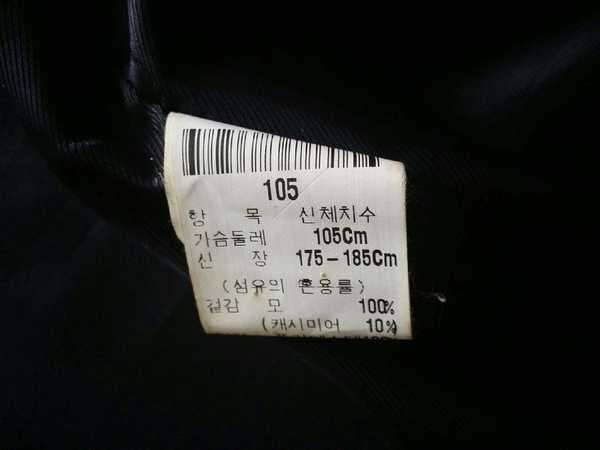 105
항 목 신체치수
가슴둘레 105Cm
신 장 175-185Cm
(섬유의 혼용률)
겉감 모 100%
(캐시미어 10%)